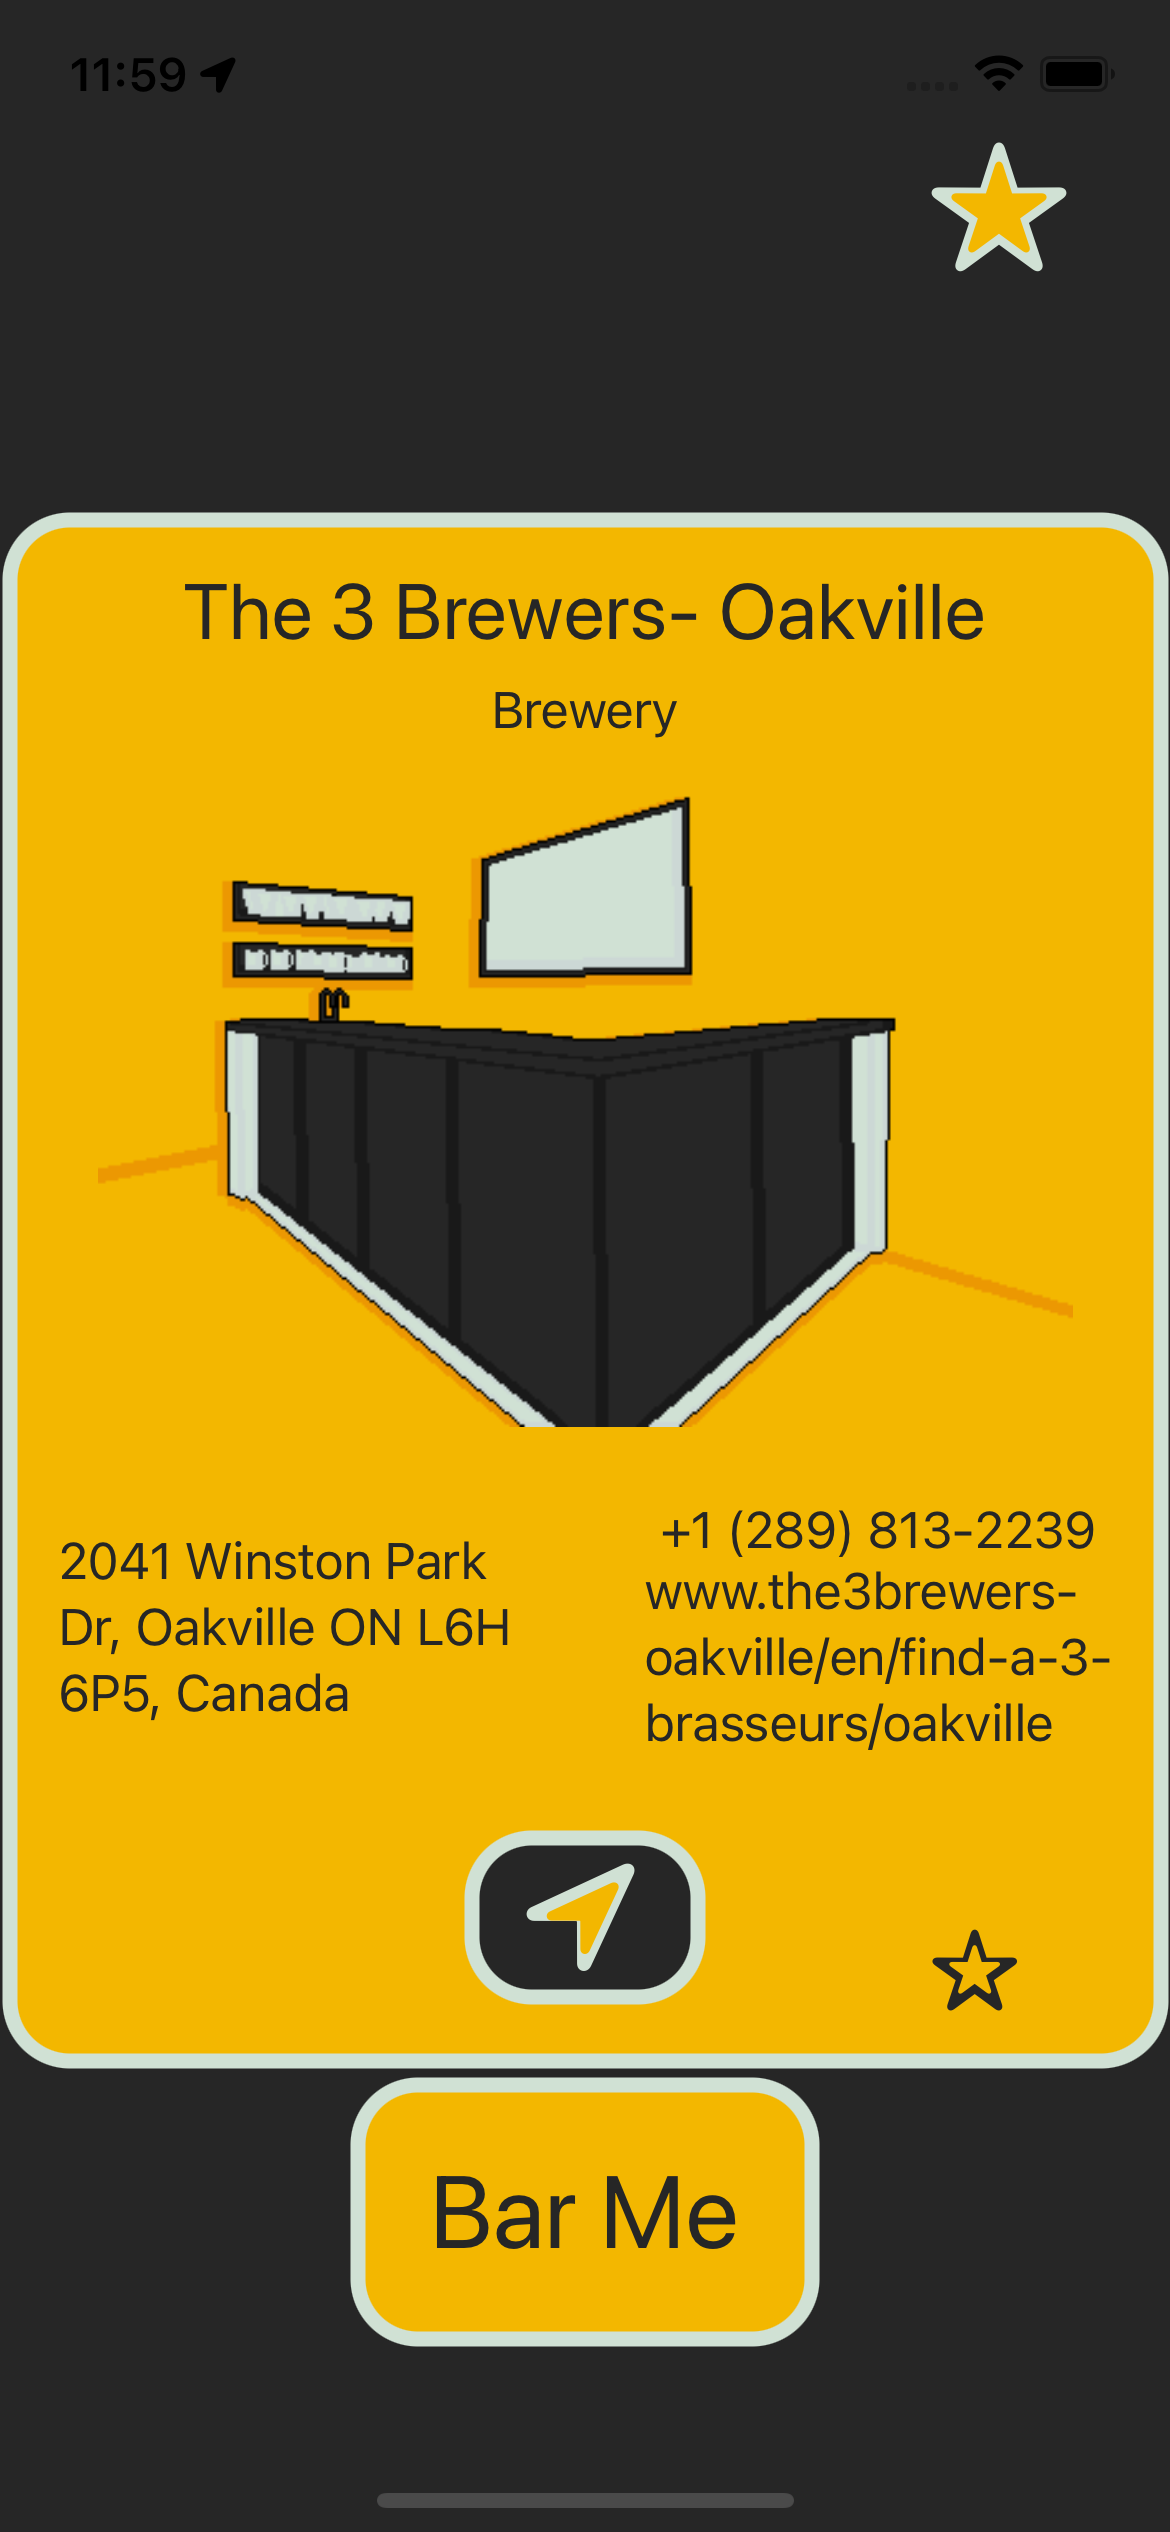 11:59
The 3 Brewers- Oakville
Brewery
2041 Winston Park
Dr, Oakville ON L6H
6P5, Canada
+1 (289) 813-2239
www.the3brewers-
oakville/en/find-a-3-
brasseurs/oakville
Bar Me